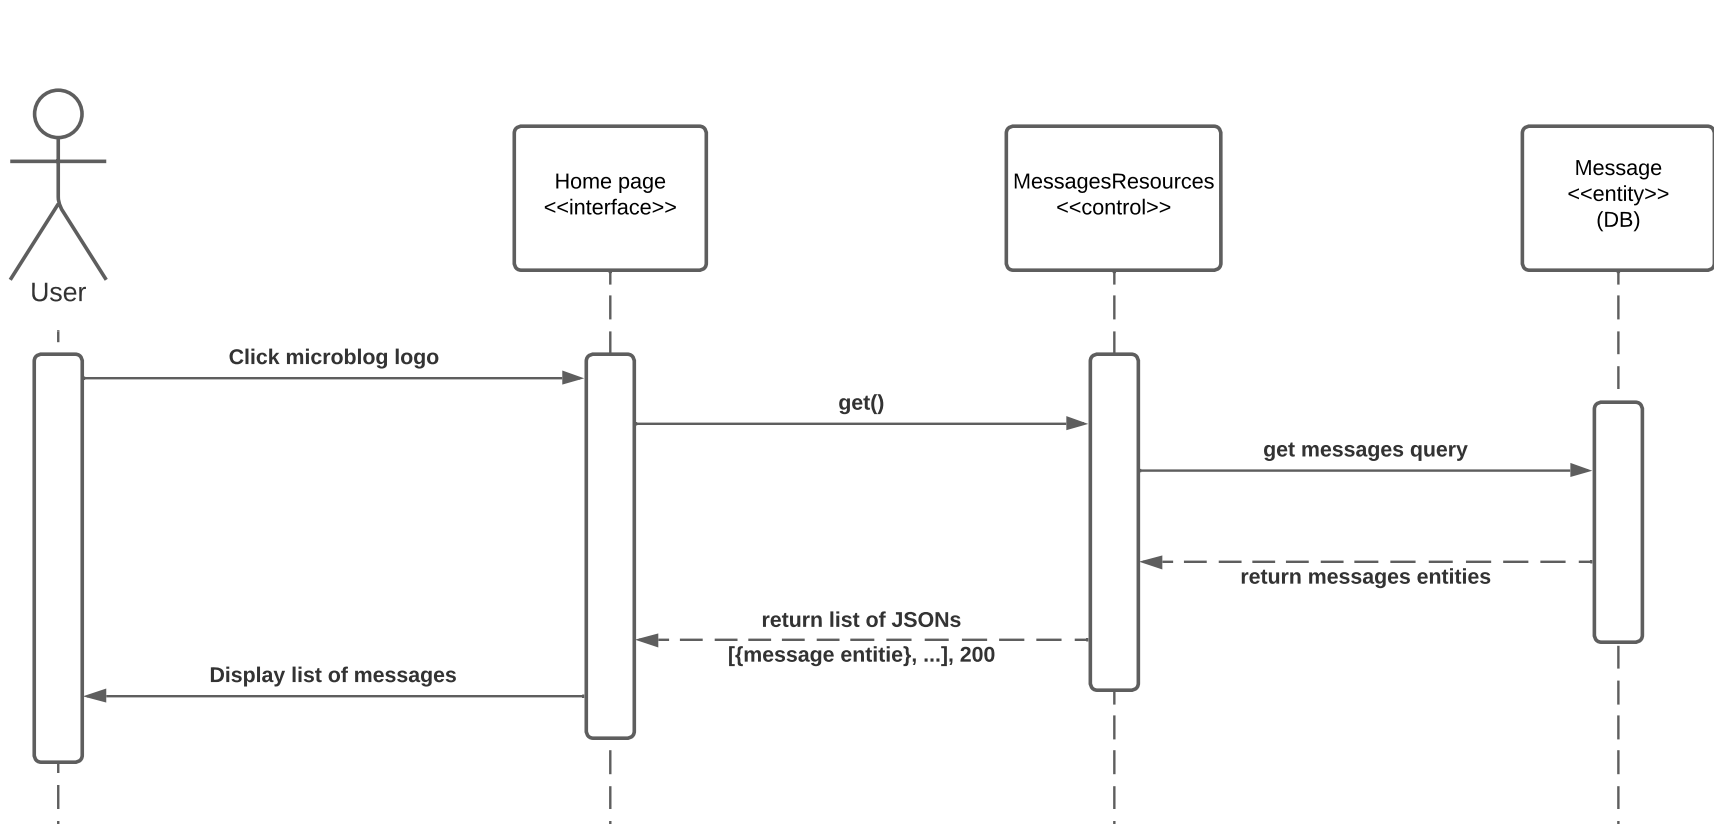 User
Home page
<<interface>>
MessagesResources
<<control>>
Message
<<entity>>
(DB)
Click microblog logo
get()
get messages query
return messages entities
return list of JSONs
[{message entitie}, ...], 200
Display list of messages